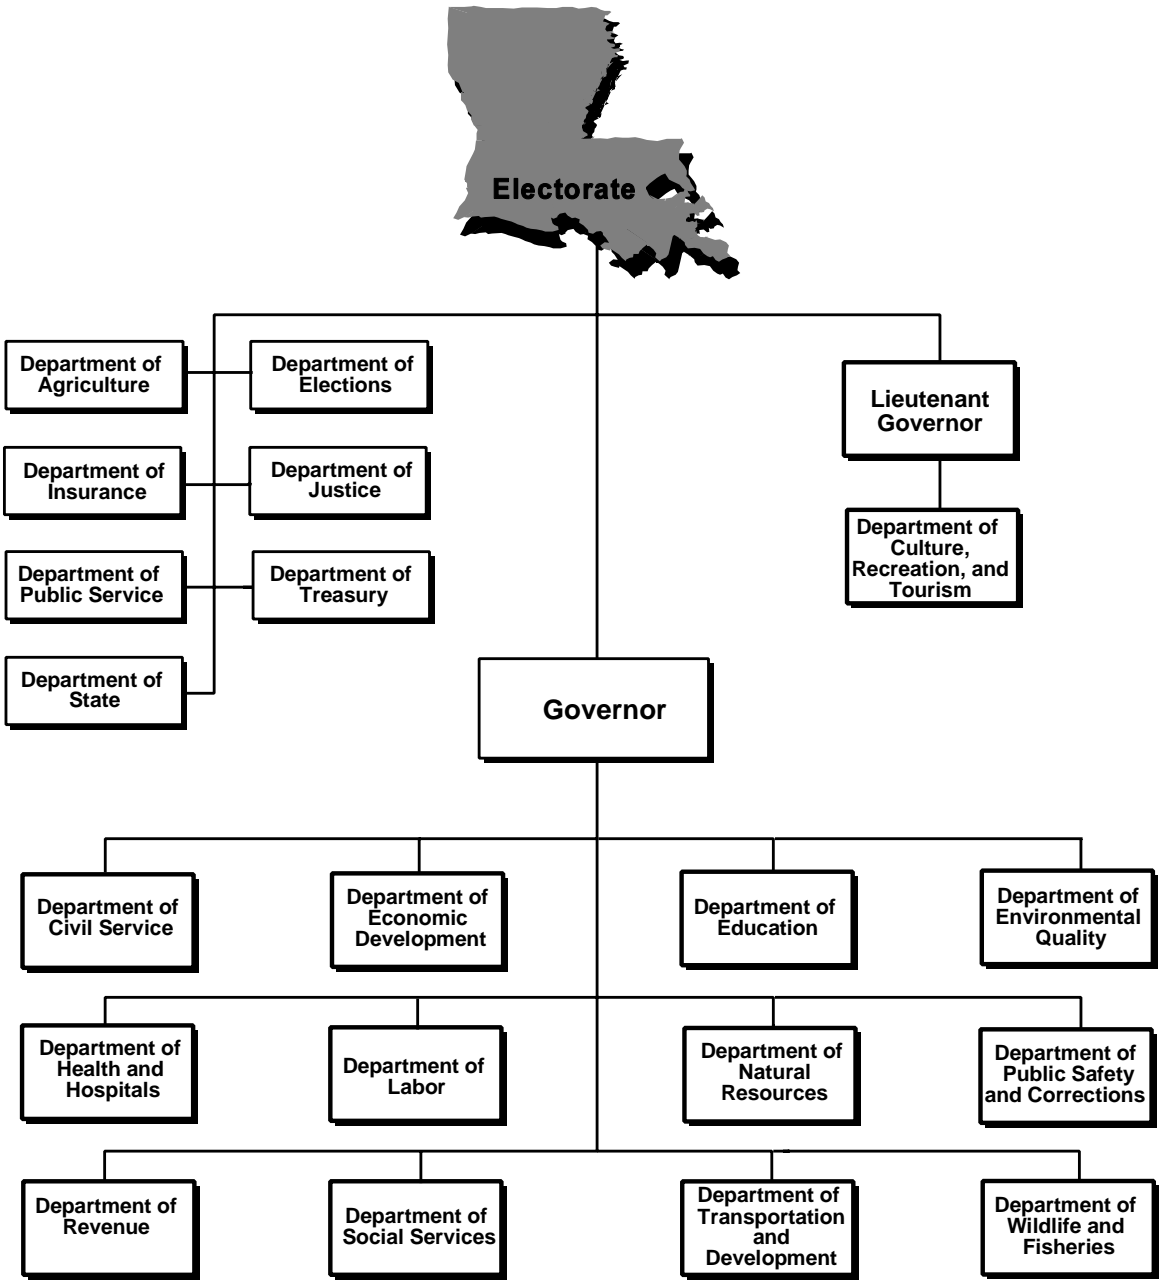 Electorate
Department of
Agriculture
Department of
Elections
Lieutenant
Governor
Department of
Insurance
Department of
Justice
Department of
Culture,
Recreation, and
Tourism
Department of
Public Service
Department of
Treasury
Department of
State
Governor
Department of
Civil Service
Department of
Economic
Development
Department of
Education
Department of
Environmental
Quality
Department of
Health and
Hospitals
Department of
Labor
Department of
Natural
Resources
Department of
Public Safety
and Corrections
Department of
Revenue
Department of
Social Services
Department of
Transportation
and
Development
Department of
Wildlife and
Fisheries